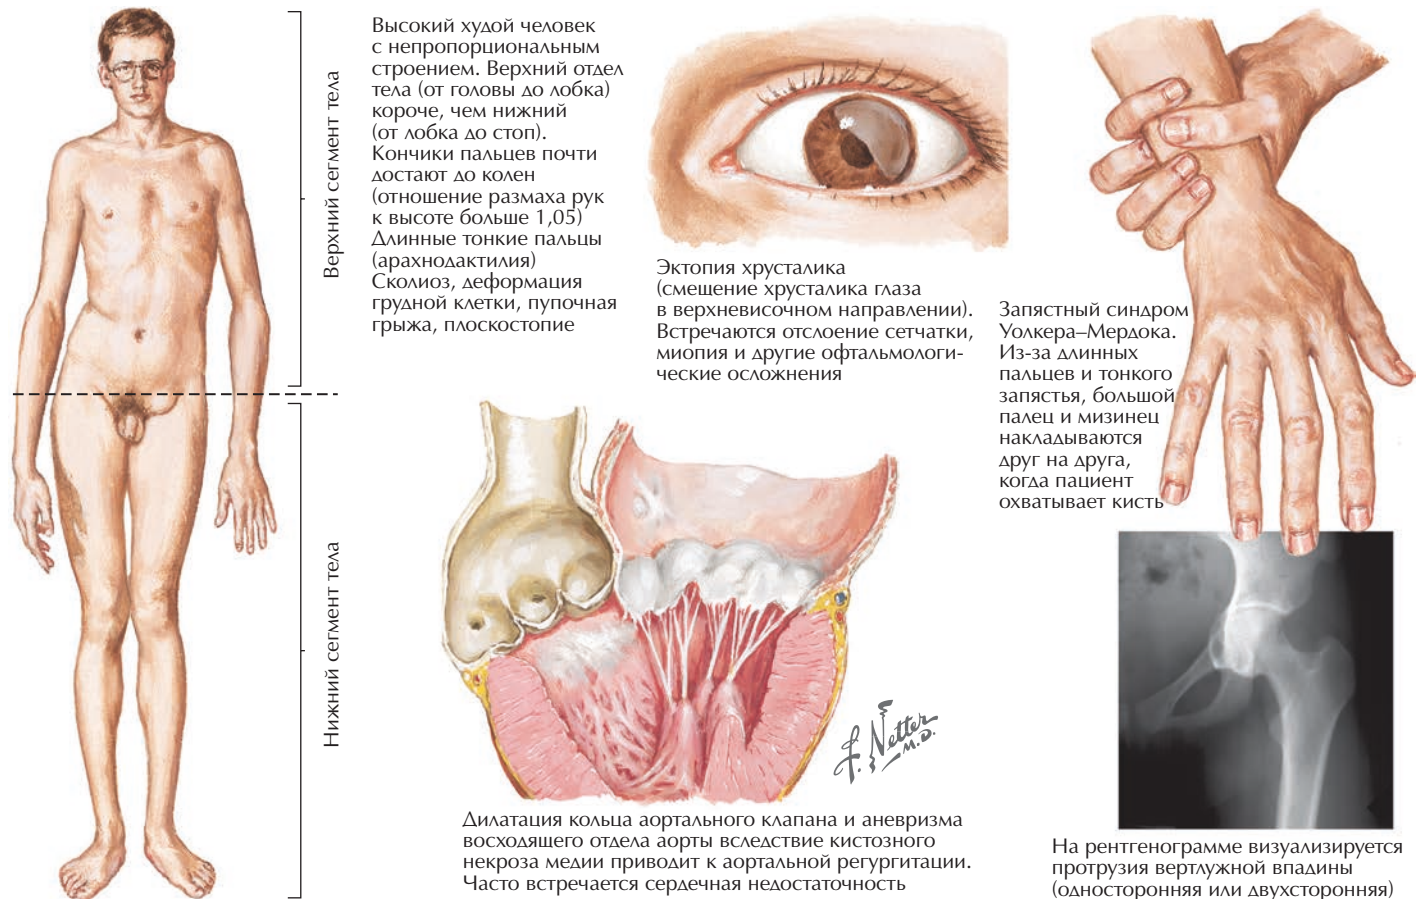 Высокий худой человек
с непропорциональным
строением. Верхний отдел
тела (от головы до лобка)
короче, чем нижний
(от лобка до стоп).
Кончики пальцев почти
достают до колен
(отношение размаха рук
к высоте больше 1,05)
Длинные тонкие пальцы
(арахнодактилия)
Сколиоз, деформация
грудной клетки, пупочная
грыжа, плоскостопие
Верхний сегмент тела
Нижний сегмент тела
Эктопия хрусталика
(смещение хрусталика глаза
в верхневисочном направлении).
Встречаются отслоение сетчатки,
миопия и другие офтальмологи-
ческие осложнения
Запястный синдром
Уолкера–Мердока.
Из-за длинных
пальцев и тонкого
запястья, большой
палец и мизинец
накладываются
друг на друга,
когда пациент
охватывает кисть
F. Netter
M.D.
Дилатация кольца аортального клапана и аневризма
восходящего отдела аорты вследствие кистозного
некроза медии приводит к аортальной регургитации.
Часто встречается сердечная недостаточность
На рентгенограмме визуализируется
протрузия вертлужной впадины
(односторонняя или двухсторонняя)